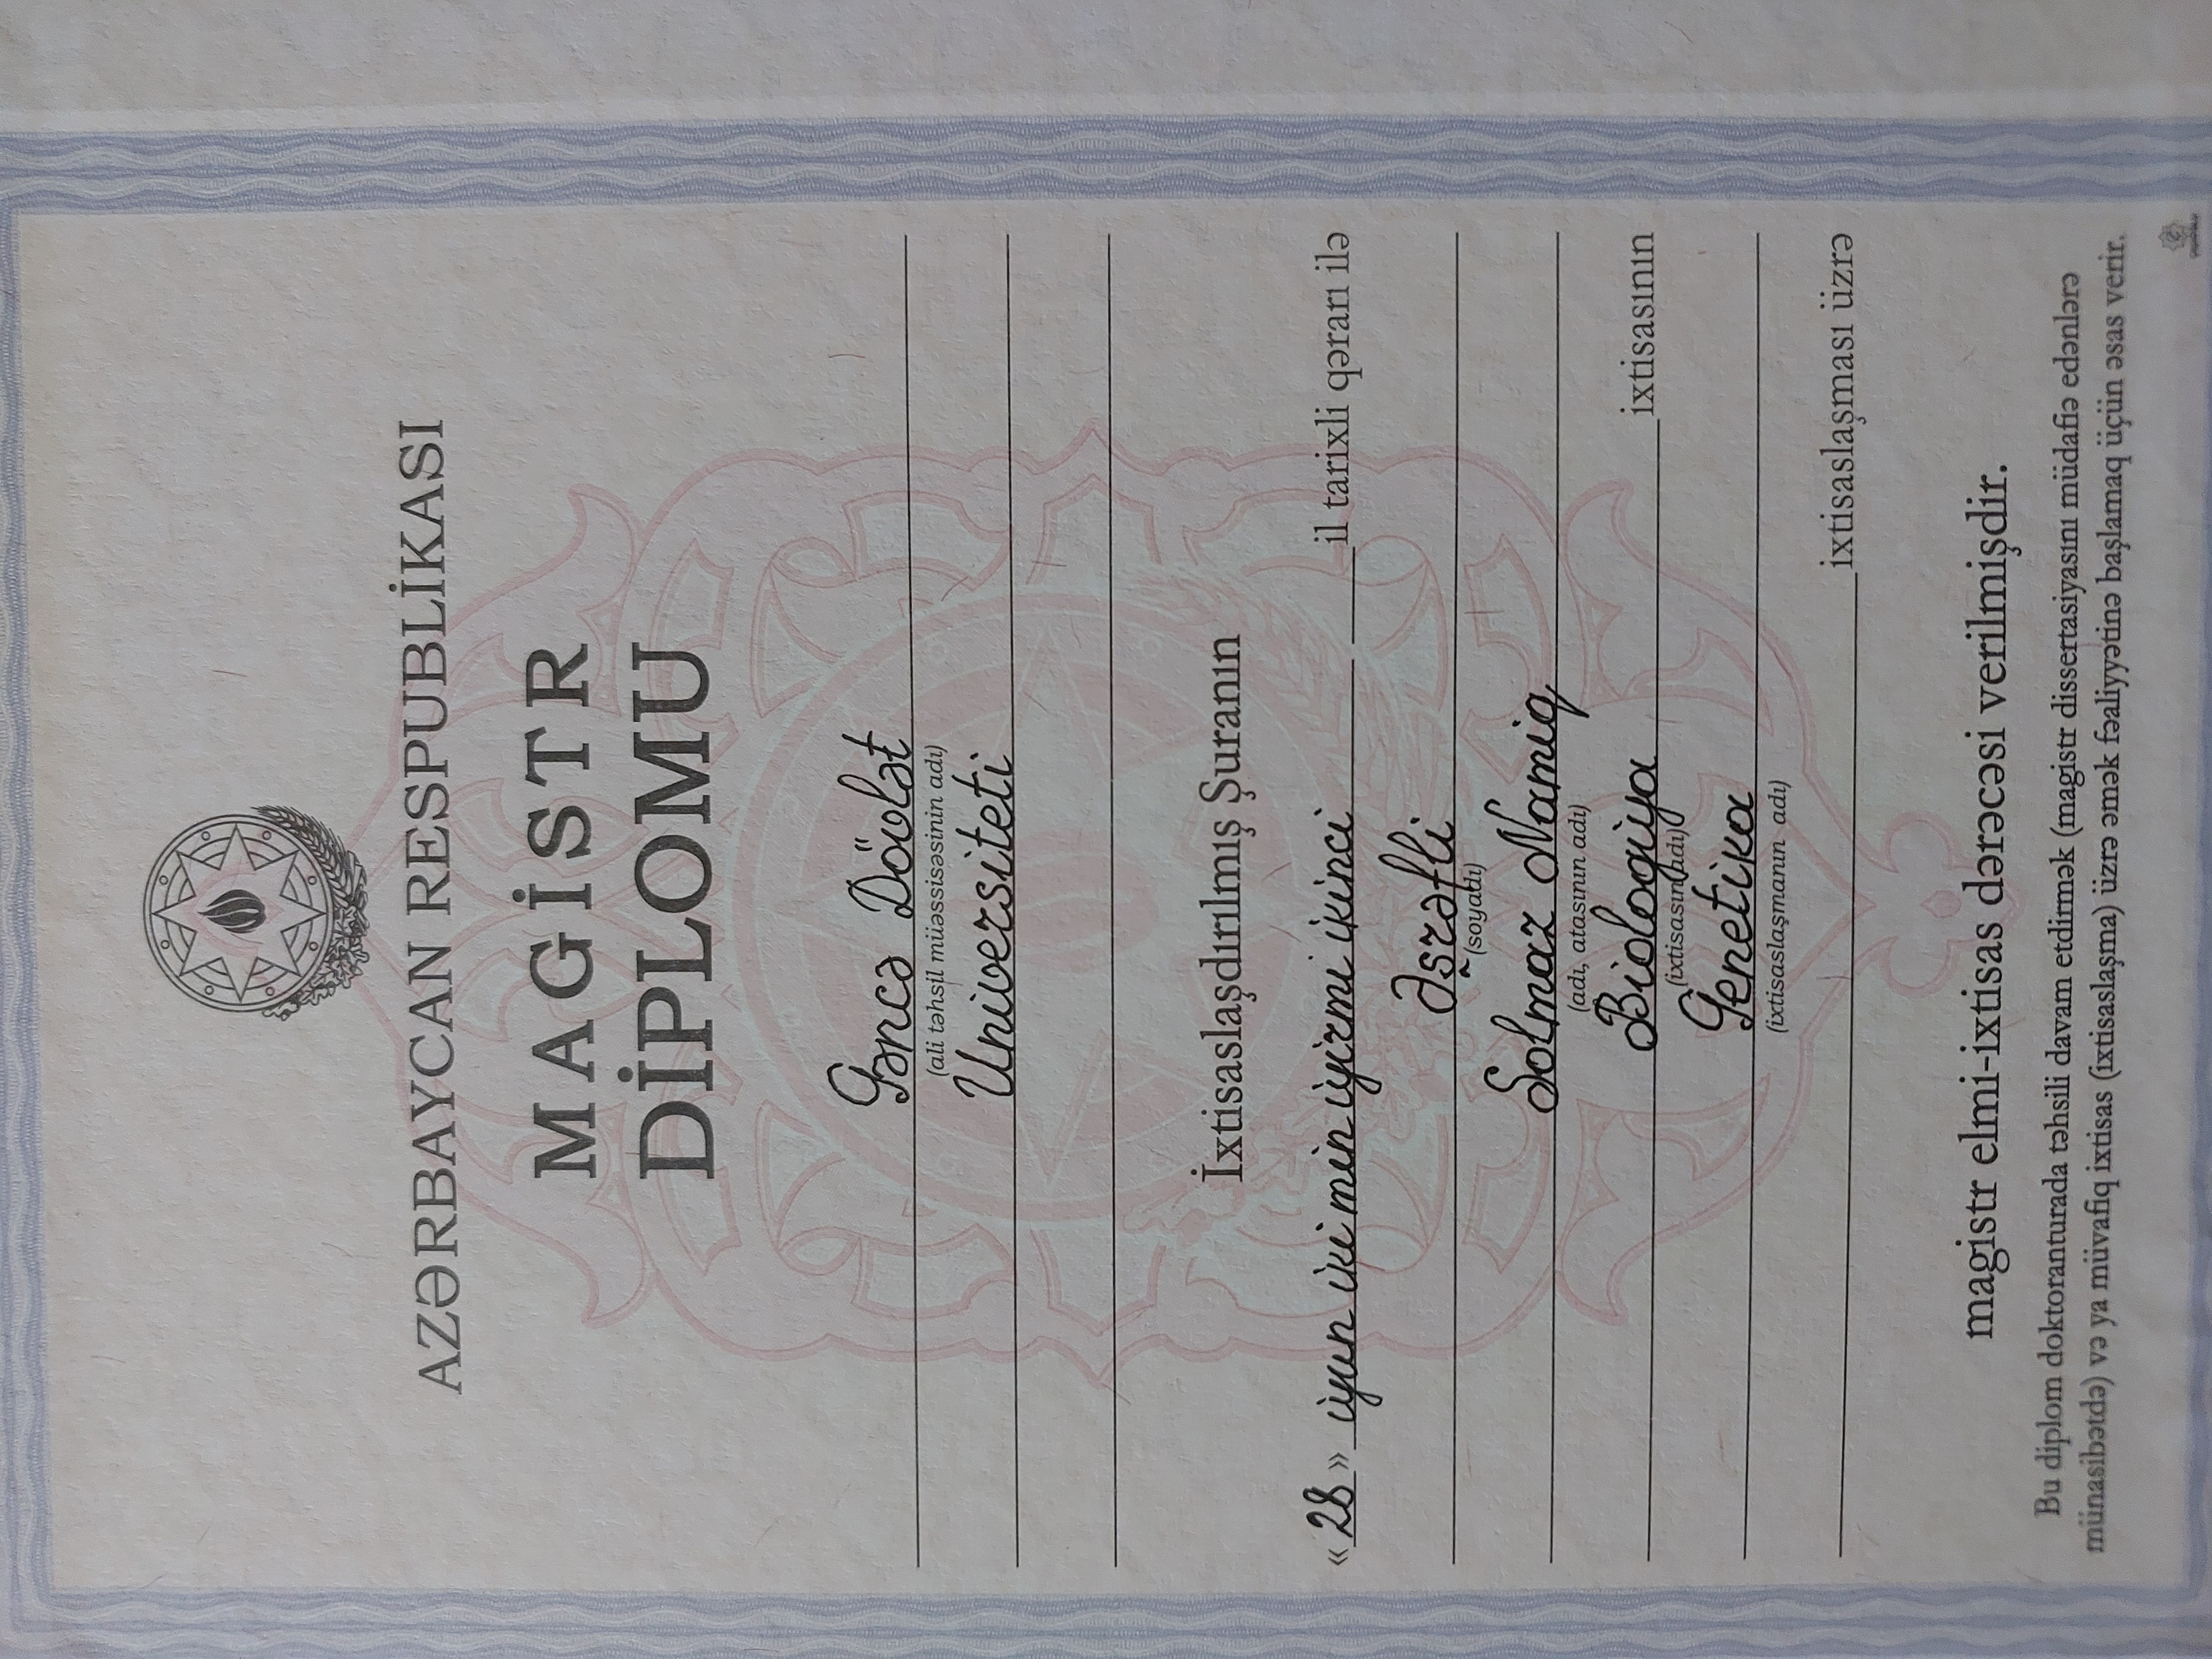 AZƏRBAYCAN RESPUBLİKASI
MAGİSTR
DİPLOMU
Gəncə Dövlət
(ali təhsil müəssisəsinin adı)
Universiteti
İxtisaslaşdırılmış Şuranın
«28» iyun iki min iyirmi ikinci il tarixli qərarı ilə
Əşrəfli
(soyadı)
Solmaz Namiq
(adı, atasının adı)
Biologiya ixtisasının
(ixtisasın adı)
Genetika
(ixtisaslaşmanın adı)
ixtisaslaşması üzrə
magistr elmi-ixtisas dərəcəsi verilmişdir.
Bu diplom doktoranturada təhsili davam etdirmək (magistr dissertasiyasını müdafiə edənlərə
münasibətdə) və ya müvafiq ixtisas (ixtisaslaşma) üzrə əmək fəaliyyətinə başlamaq üçün əsas verir.